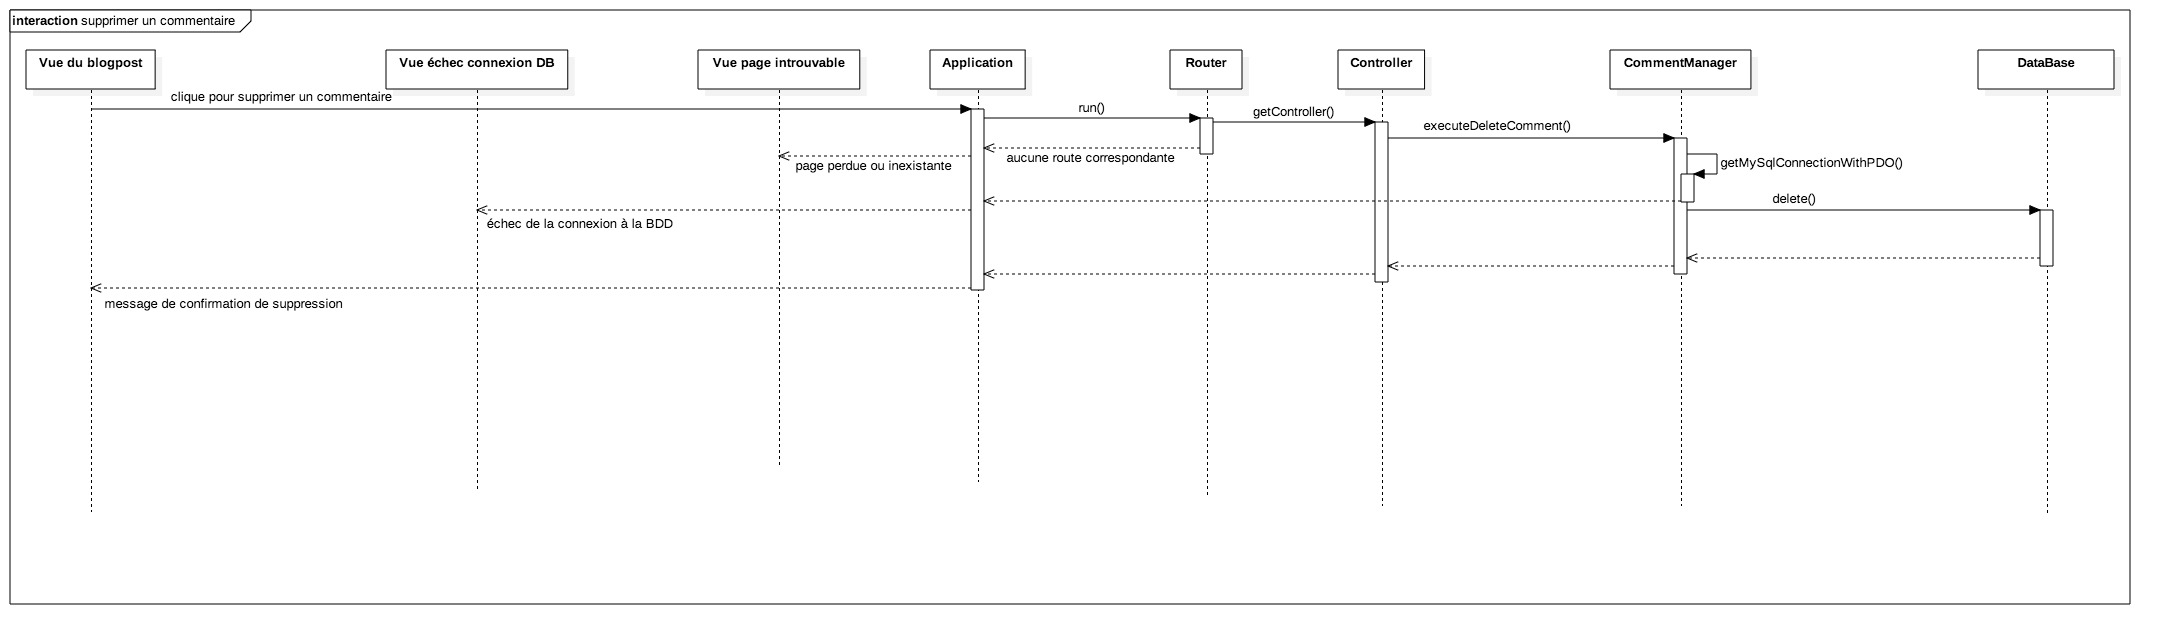 interaction supprimer un commentaire
Vue du blogpost
Vue échec connexion DB
Vue page introuvable
Application
Router
Controller
CommentManager
DataBase
clique pour supprimer un commentaire
run()
getController()
executeDeleteComment()
aucune route correspondante
page perdue ou inexistante
getMySqlConnectionWithPDO()
delete()
échec de la connexion à la BDD
message de confirmation de suppression